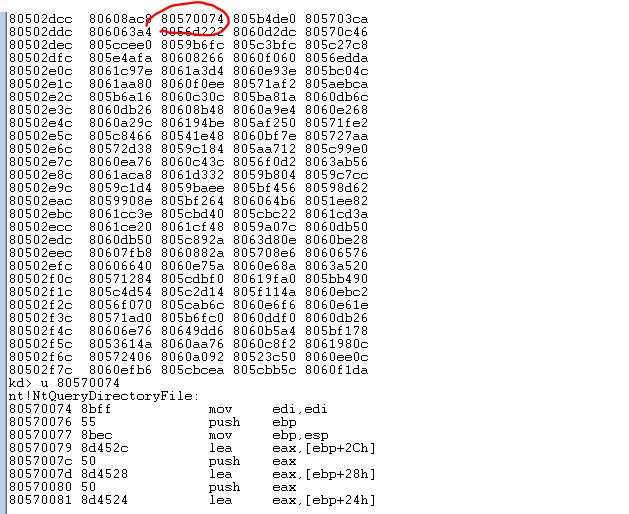 80502dcc 80608ac8 80570074 805b4de0 805703ca
80502ddc 806063a4 8056d222 8060d2dc 80570c46
80502dec 805ccee0 8059b6fc 805c3bfc 805c27c8
80502dfc 805e4afa 80608266 8060f060 8056edda
80502e0c 8061c97e 8061a3d4 8060e93e 805bc04c
80502e1c 8061aa80 8060f0ee 80571af2 805aebca
80502e2c 805b6a16 8060c30c 805ba81a 8060db6c
80502e3c 8060db26 80608b48 8060a9e4 8060e268
80502e4c 8060a29c 806194be 805af250 80571fe2
80502e5c 805c8466 80541e48 8060bf7e 805727aa
80502e6c 80572d38 8059c184 805aa712 805c99e0
80502e7c 8060ea76 8060c43c 8056f0d2 8063ab56
80502e8c 8061aca8 8061d332 8059b804 8059c7cc
80502e9c 8059c1d4 8059baee 805bf456 80598d62
80502eac 8059908e 805bf264 806064b6 8051ee82
80502ebc 8061cc3e 805cbd40 805cbc22 8061cd3a
80502ecc 8061ce20 8061cf48 8059a07c 8060db50
80502edc 8060db50 805c892a 8063d80e 8060be28
80502eec 80607fb8 8060882a 805708e6 80606576
80502efc 80606640 8060e75a 8060e68a 8063a520
80502f0c 80571284 805cdbf0 80619fa0 805bb490
80502f1c 805c4d54 805c2d14 805f114a 8060ebc2
80502f2c 8056f070 805cab6c 8060e6f6 8060e61e
80502f3c 80571ad0 805b6fc0 8060ddf0 8060db26
80502f4c 80606e76 80649dd6 8060b5a4 805bf178
80502f5c 8053614a 8060aa76 8060c8f2 8061980c
80502f6c 80572406 8060a092 80523c50 8060ee0c
80502f7c 8060efb6 805cbcea 805cbb5c 8060f1da
kd> u 80570074
nt!NtQueryDirectoryFile:
80570074 8bff mov edi,edi
80570076 55 push ebp
80570077 8bec mov ebp,esp
80570079 8d452c lea eax,[ebp+2Ch]
8057007c 50 push eax
8057007d 8d4528 lea eax,[ebp+28h]
80570080 50 push eax
80570081 8d4524 lea eax,[ebp+24h]